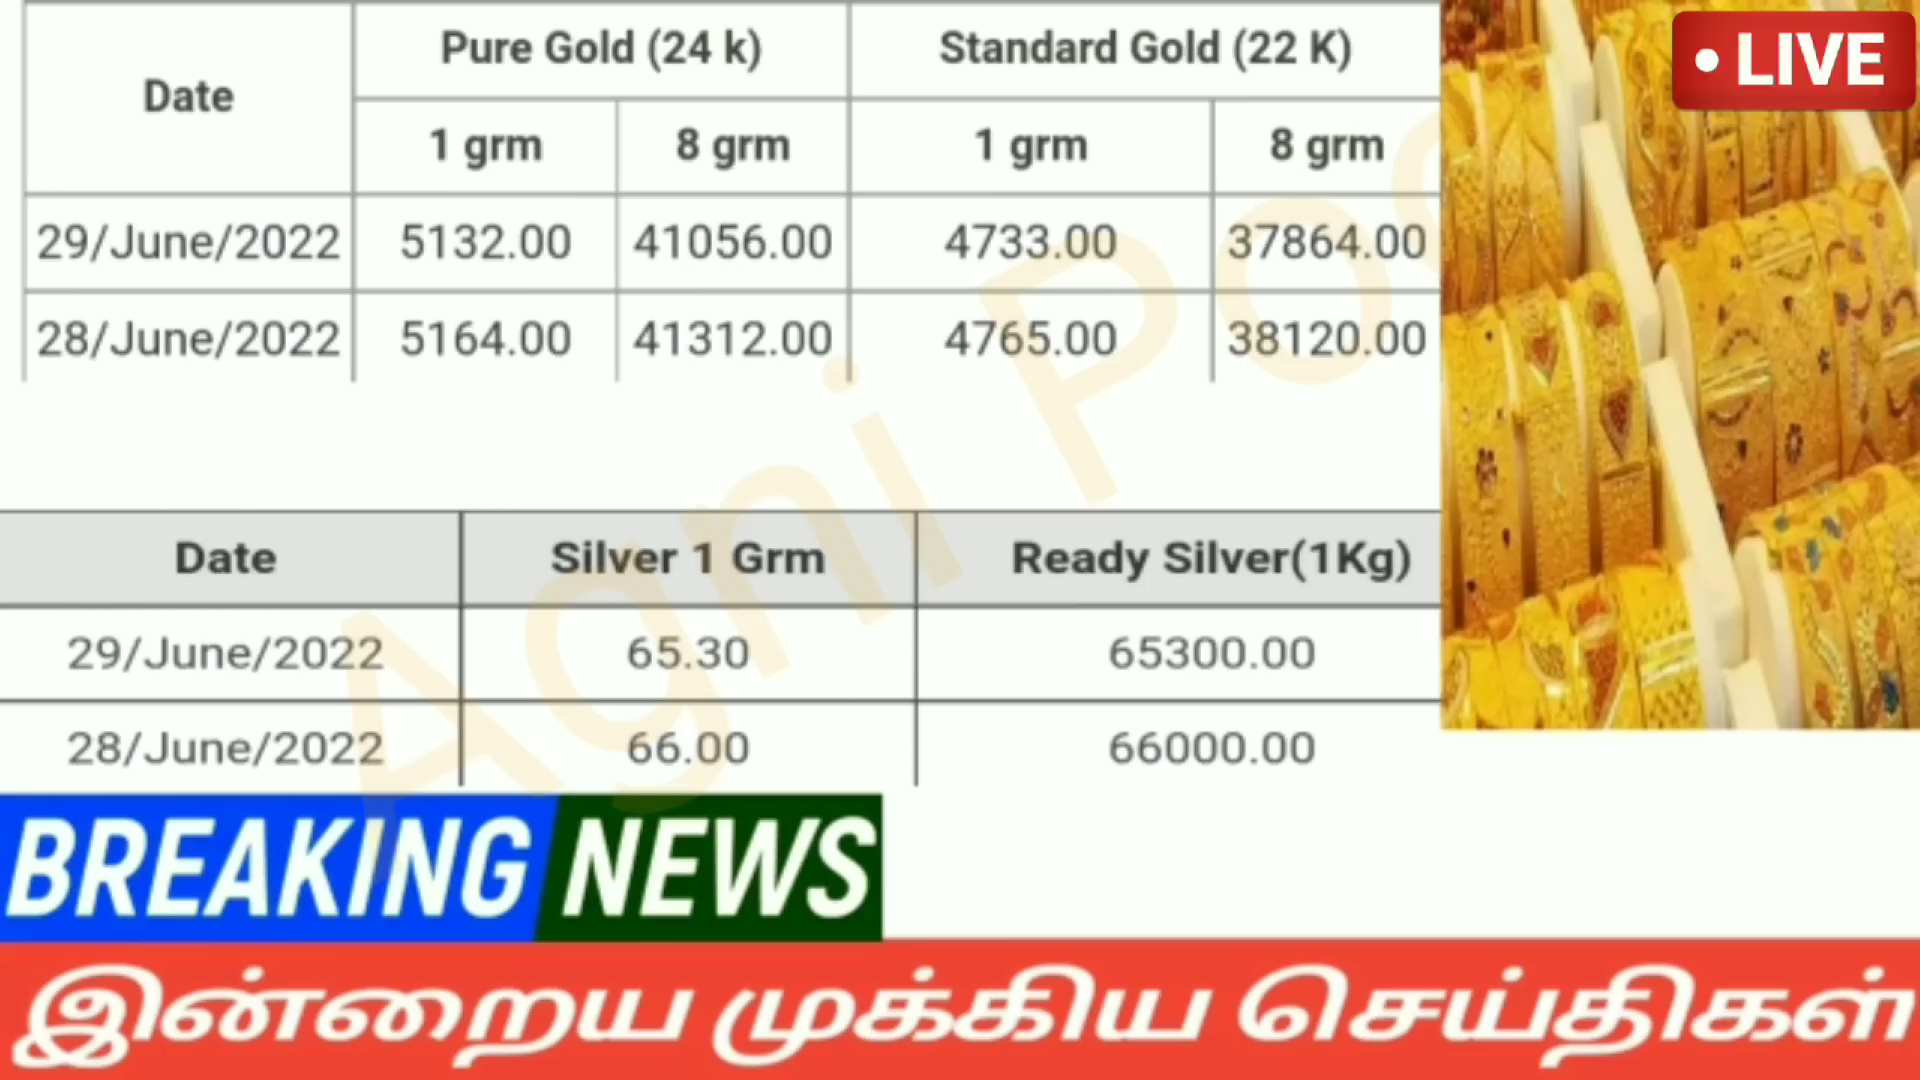 Date Pure Gold (24 k) Standard Gold (22 K)
1 grm 8 grm 1 grm 8 grm
29/June/2022 5132.00 41056.00 4733.00 37864.00
28/June/2022 5164.00 41312.00 4765.00 38120.00
Date Silver 1 Grm Ready Silver(1Kg)
29/June/2022 65.30 65300.00
28/June/2022 66.00 66000.00
• LIVE
Agni
BREAKING NEWS
இன்றைய முக்கிய செய்திகள்